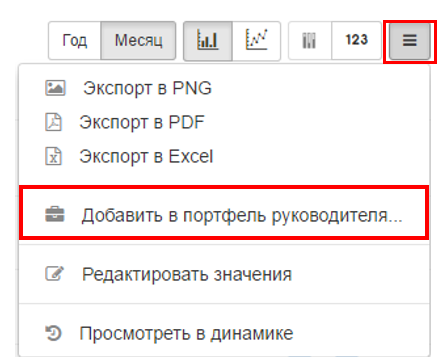 Год Месяц 123
Экспорт в PNG
Экспорт в PDF
Экспорт в Excel
Добавить в портфель руководителя...
Редактировать значения
Просмотреть в динамике